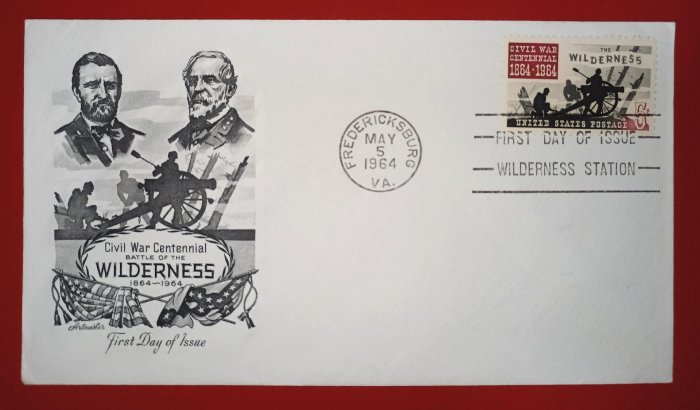 Civil War Centennial
BATTLE OF THE
WILDERNESS
1864—1964
Artmaster
First Day of Issue
FREDERICKSBURG
MAY
5
1964
VA.
CIVIL WAR
CENTENNIAL
1864-1964
THE
WILDERNESS
UNITED STATES POSTAGE
5¢
FIRST DAY OF ISSUE
WILDERNESS STATION